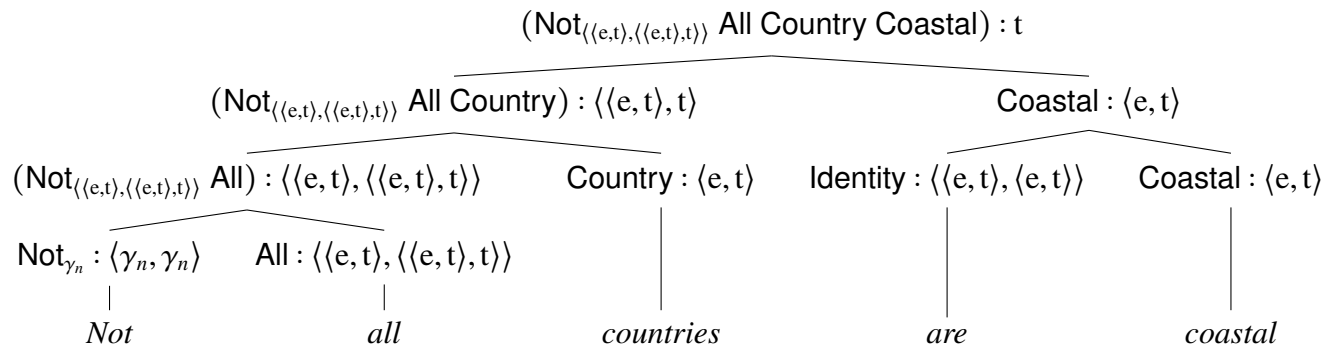 (Not⟨⟨e,t⟩,⟨⟨e,t⟩,t⟩⟩ All Country Coastal) : t
(Not⟨⟨e,t⟩,⟨⟨e,t⟩,t⟩⟩ All Country) : ⟨⟨e, t⟩, t⟩ Coastal : ⟨e, t⟩
(Not⟨⟨e,t⟩,⟨⟨e,t⟩,t⟩⟩ All) : ⟨⟨e, t⟩, ⟨⟨e, t⟩, t⟩⟩ Country : ⟨e, t⟩ Identity : ⟨⟨e, t⟩, ⟨e, t⟩⟩ Coastal : ⟨e, t⟩
Notγₙ : ⟨γₙ, γₙ⟩ All : ⟨⟨e, t⟩, ⟨⟨e, t⟩, t⟩⟩
Not all countries are coastal